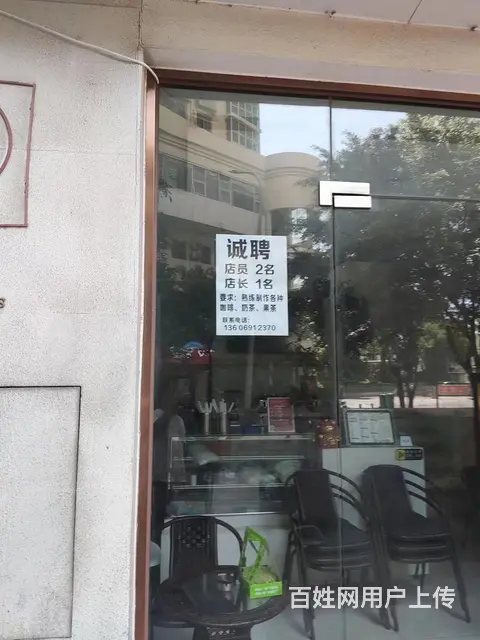 诚聘
店员 2名
店长 1名
要求：熟练制作各种
咖啡、奶茶、果茶
联系电话：
13606912370
百姓网用户上传